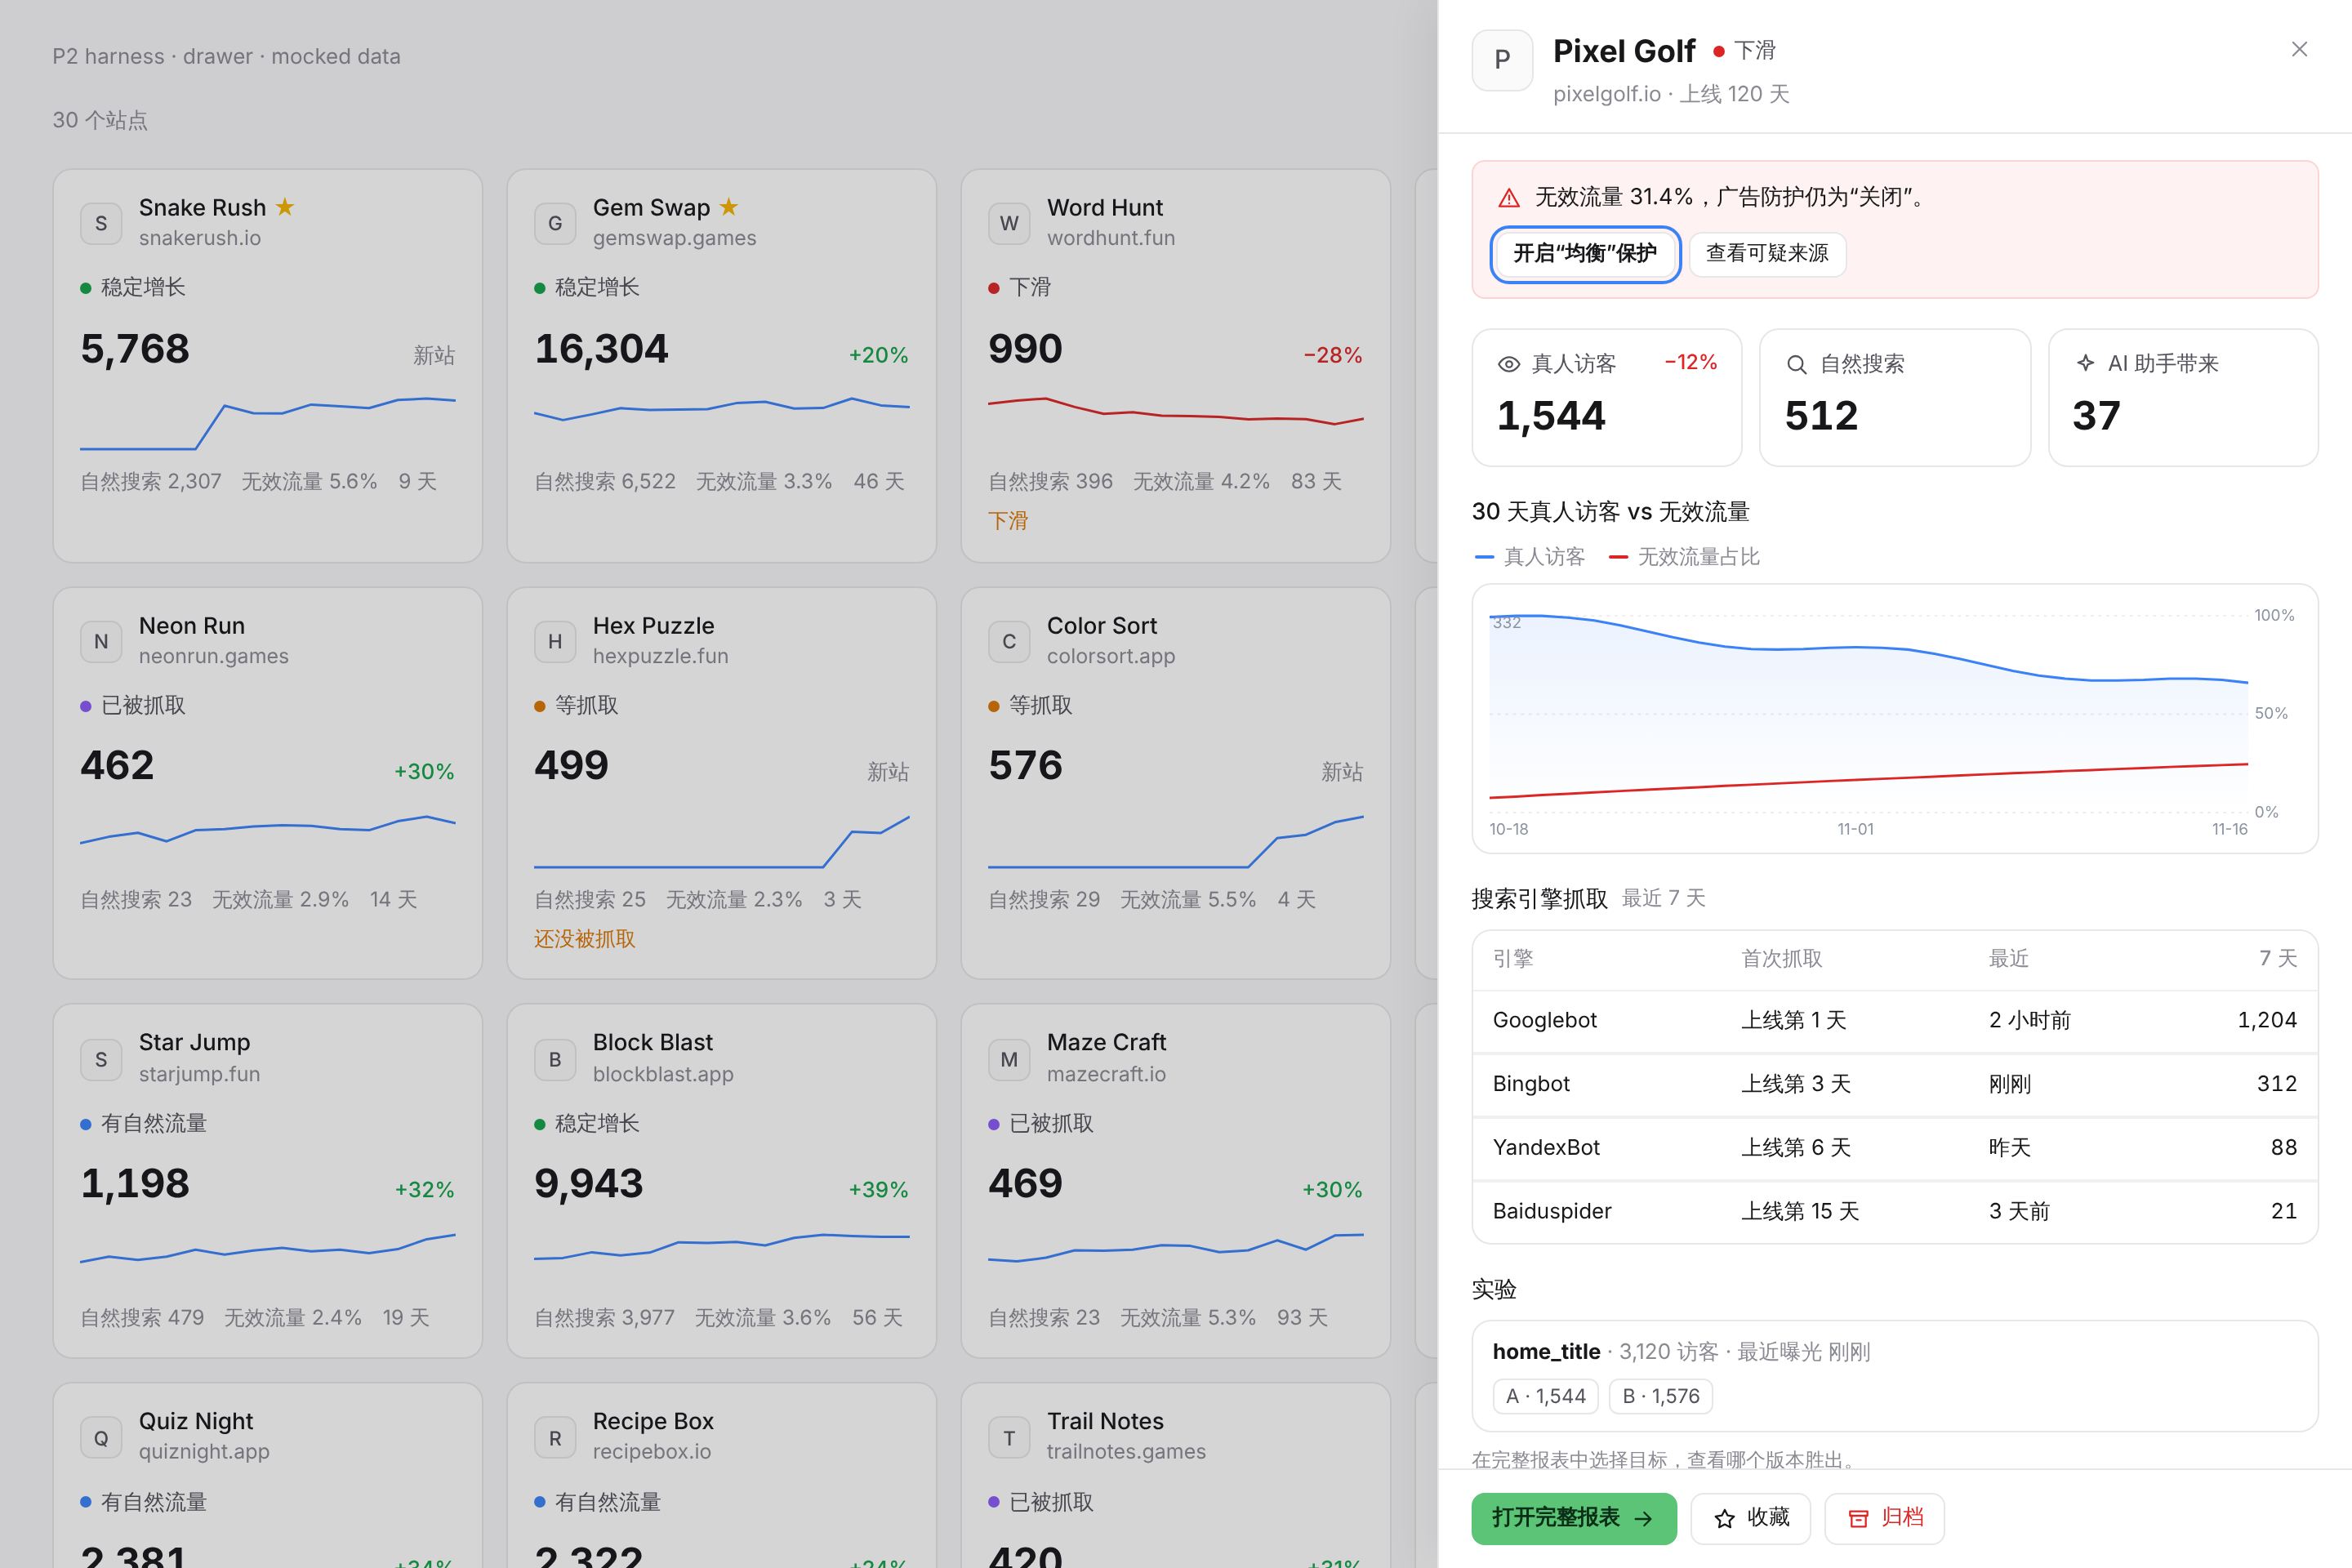 P2 harness · drawer · mocked data
30 个站点
S
Snake Rush ★
snakerush.io
稳定增长
5,768
新站
自然搜索 2,307 无效流量 5.6% 9 天
G
Gem Swap ★
gemswap.games
稳定增长
16,304
+20%
自然搜索 6,522 无效流量 3.3% 46 天
W
Word Hunt
wordhunt.fun
下滑
990
−28%
自然搜索 396 无效流量 4.2% 83 天
下滑
N
Neon Run
neonrun.games
已被抓取
462
+30%
自然搜索 23 无效流量 2.9% 14 天
H
Hex Puzzle
hexpuzzle.fun
等抓取
499
新站
自然搜索 25 无效流量 2.3% 3 天
还没被抓取
C
Color Sort
colorsort.app
等抓取
576
新站
自然搜索 29 无效流量 5.5% 4 天
S
Star Jump
starjump.fun
有自然流量
1,198
+32%
自然搜索 479 无效流量 2.4% 19 天
B
Block Blast
blockblast.app
稳定增长
9,943
+39%
自然搜索 3,977 无效流量 3.6% 56 天
M
Maze Craft
mazecraft.io
已被抓取
469
+30%
自然搜索 23 无效流量 5.3% 93 天
Q
Quiz Night
quiznight.app
有自然流量
2,381
+34%
R
Recipe Box
recipebox.io
有自然流量
2,322
+24%
T
Trail Notes
trailnotes.games
已被抓取
420
+31%
P
Pixel Golf 下滑
pixelgolf.io · 上线 120 天
无效流量 31.4%，广告防护仍为“关闭”。
开启“均衡”保护 查看可疑来源
真人访客 −12%
1,544
自然搜索
512
AI 助手带来
37
30 天真人访客 vs 无效流量
真人访客 无效流量占比
332
100%
50%
0%
10-18 11-01 11-16
搜索引擎抓取 最近 7 天
引擎 首次抓取 最近 7 天
Googlebot 上线第 1 天 2 小时前 1,204
Bingbot 上线第 3 天 刚刚 312
YandexBot 上线第 6 天 昨天 88
Baiduspider 上线第 15 天 3 天前 21
实验
home_title · 3,120 访客 · 最近曝光 刚刚
A · 1,544 B · 1,576
在完整报表中选择目标，查看哪个版本胜出。
打开完整报表 → 收藏 归档